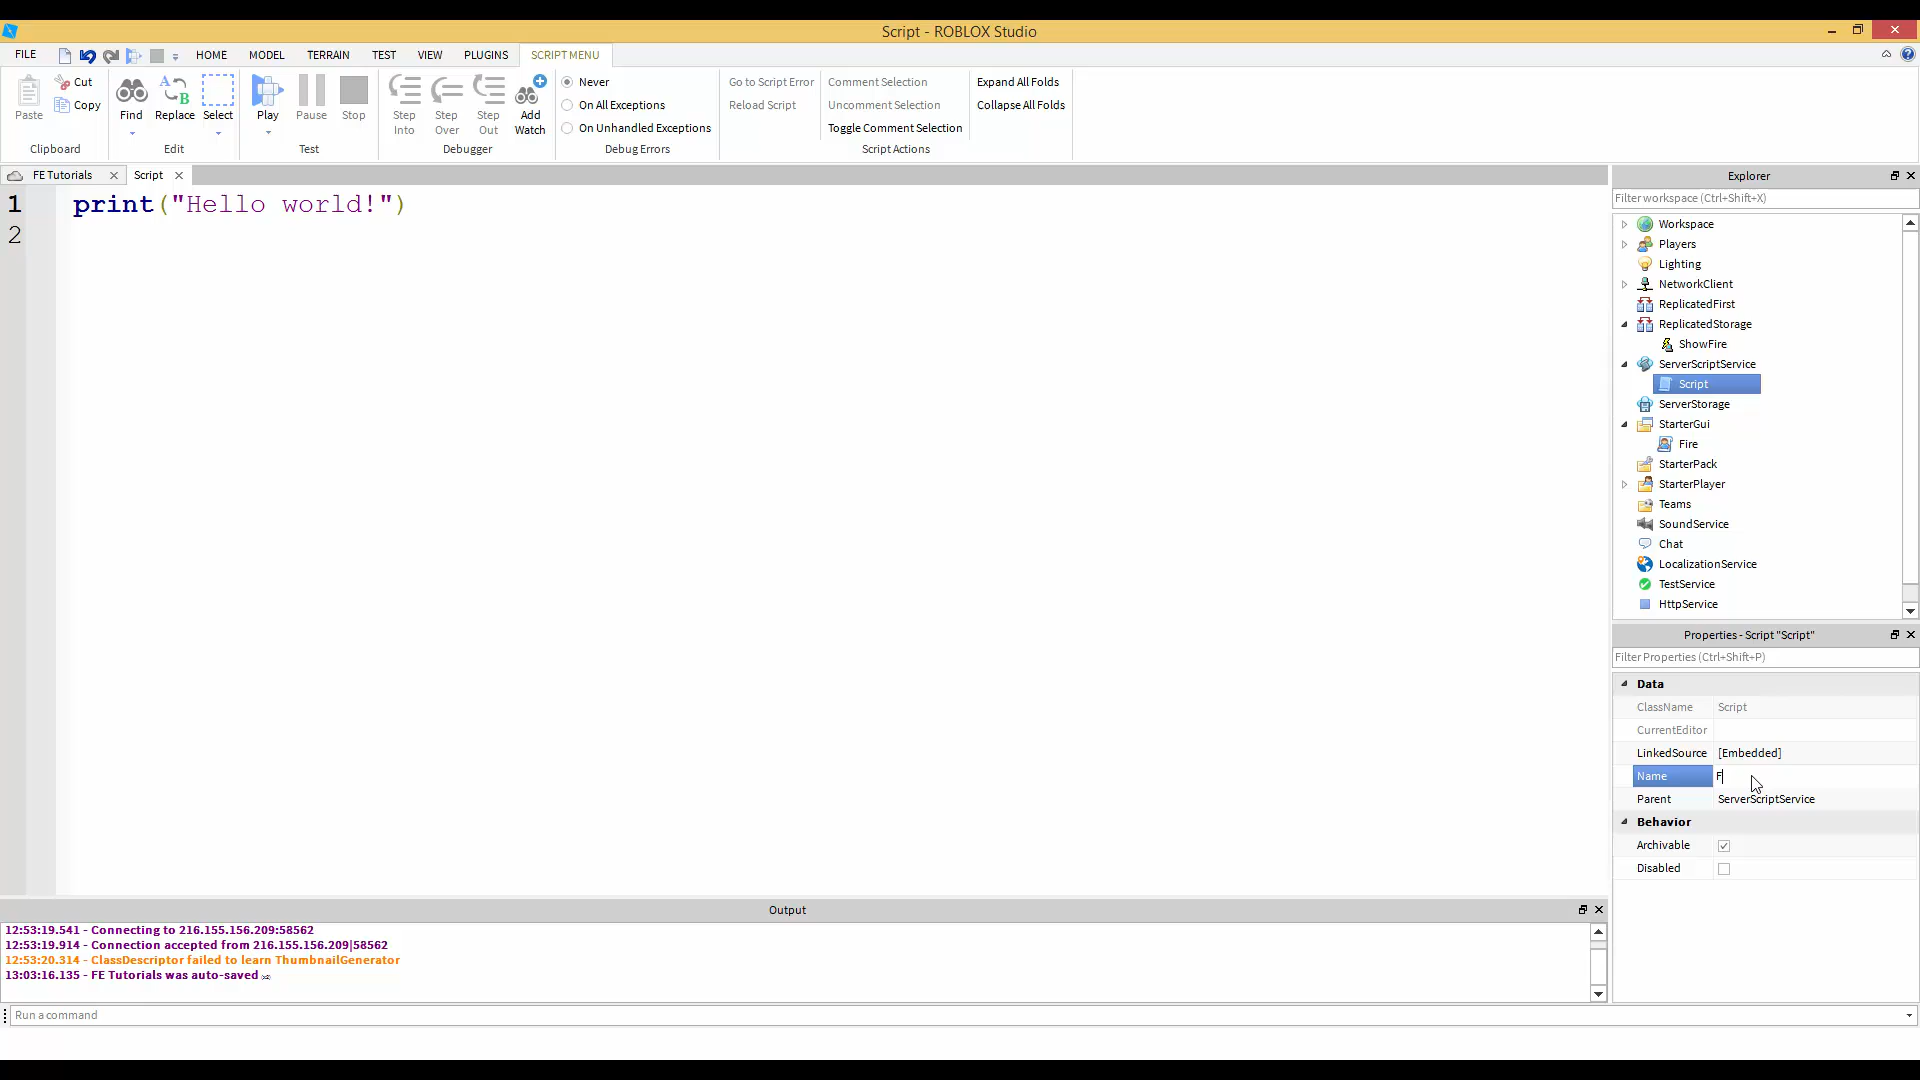 Script - ROBLOX Studio
FILE HOME MODEL TERRAIN TEST VIEW PLUGINS SCRIPT MENU
Paste
Cut
Copy
Clipboard
Find
Replace
Select
Edit
Play
Pause
Stop
Test
Step Into
Step Over
Step Out
Add Watch
Debugger
Never
On All Exceptions
On Unhandled Exceptions
Debug Errors
Go to Script Error
Reload Script
Comment Selection
Uncomment Selection
Toggle Comment Selection
Script Actions
Expand All Folds
Collapse All Folds
FE Tutorials
Script
1 print("Hello world!")
2
Explorer
Filter workspace (Ctrl+Shift+X)
Workspace
Players
Lighting
NetworkClient
ReplicatedFirst
ReplicatedStorage
ShowFire
ServerScriptService
Script
ServerStorage
StarterGui
Fire
StarterPack
StarterPlayer
Teams
SoundService
Chat
LocalizationService
TestService
HttpService
Properties - Script "Script"
Filter Properties (Ctrl+Shift+P)
Data
ClassName Script
CurrentEditor
LinkedSource [Embedded]
Name F
Parent ServerScriptService
Behavior
Archivable
Disabled
Output
12:53:19.541 - Connecting to 216.155.156.209:58562
12:53:19.914 - Connection accepted from 216.155.156.209|58562
12:53:20.314 - ClassDescriptor failed to learn ThumbnailGenerator
13:03:16.135 - FE Tutorials was auto-saved
Run a command